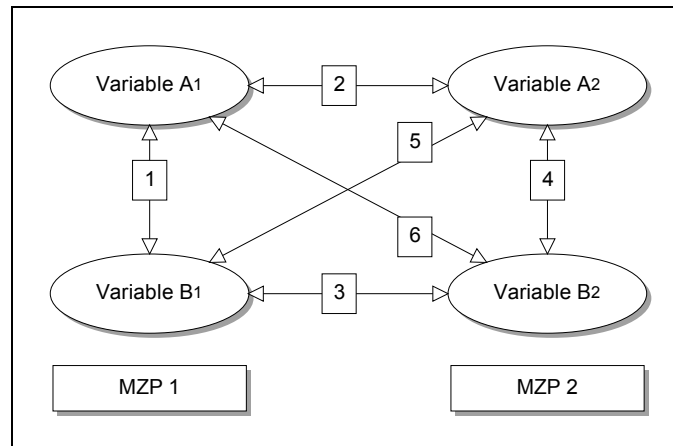 Variable A1
2
Variable A2
5
1
4
6
Variable B1
3
Variable B2
MZP 1
MZP 2